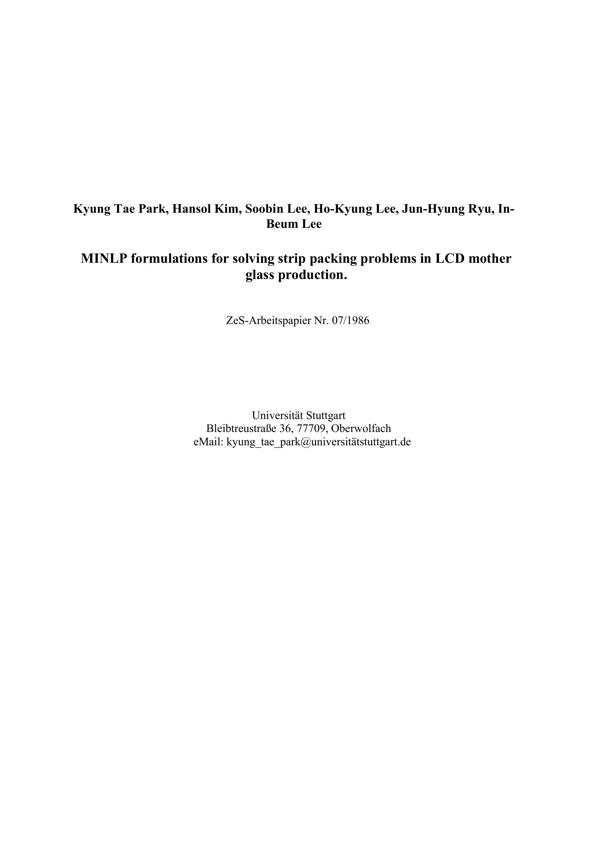 Kyung Tae Park, Hansol Kim, Soobin Lee, Ho-Kyung Lee, Jun-Hyung Ryu, In-
Beum Lee
MINLP formulations for solving strip packing problems in LCD mother
glass production.
ZeS-Arbeitspapier Nr. 07/1986
Universität Stuttgart
Bleibtreustraße 36, 77709, Oberwolfach
eMail: kyung_tae_park@universitätstuttgart.de